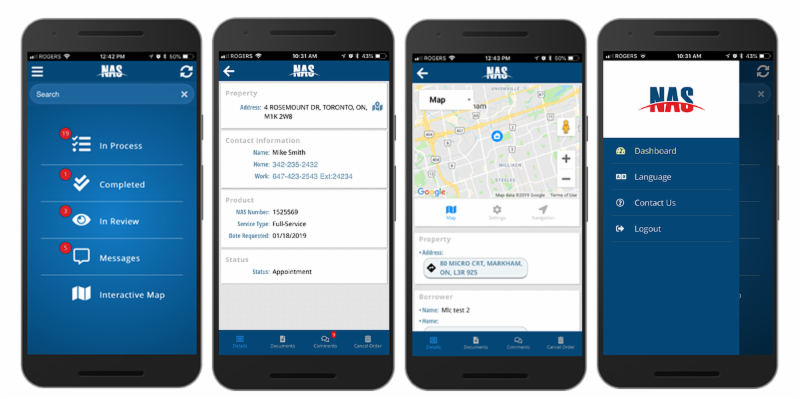 ROGERS 12:42 PM 50%
NAS
Search
19
In Process
1
Completed
3
In Review
5
Messages
Interactive Map
ROGERS 10:31 AM 43%
NAS
Property
Address: 4 ROSEMOUNT DR, TORONTO, ON,
M1K 2W8
Contact Information
Name: Mike Smith
Home: 342-235-2432
Work: 647-423-2543 Ext:24234
Product
NAS Number: 1525569
Service Type: Full-Service
Date Requested: 01/18/2019
Status
Status: Appointment
Details Documents Comments Cancel Order
ROGERS 12:43 PM 50%
NAS
UNIONVILLE
Map
ham
MILLIKEN
STEELES
+
−
Google Map data ©2019 Google Terms of Use
Map Settings Navigation
Property
• Address:
80 MICRO CRT, MARKHAM,
ON, L3R 9Z5
Borrower
• Name: Mlc test 2
• Home:
Details Documents Comments Cancel Order
ROGERS 10:31 AM 43%
NAS
Dashboard
Language
Contact Us
Logout